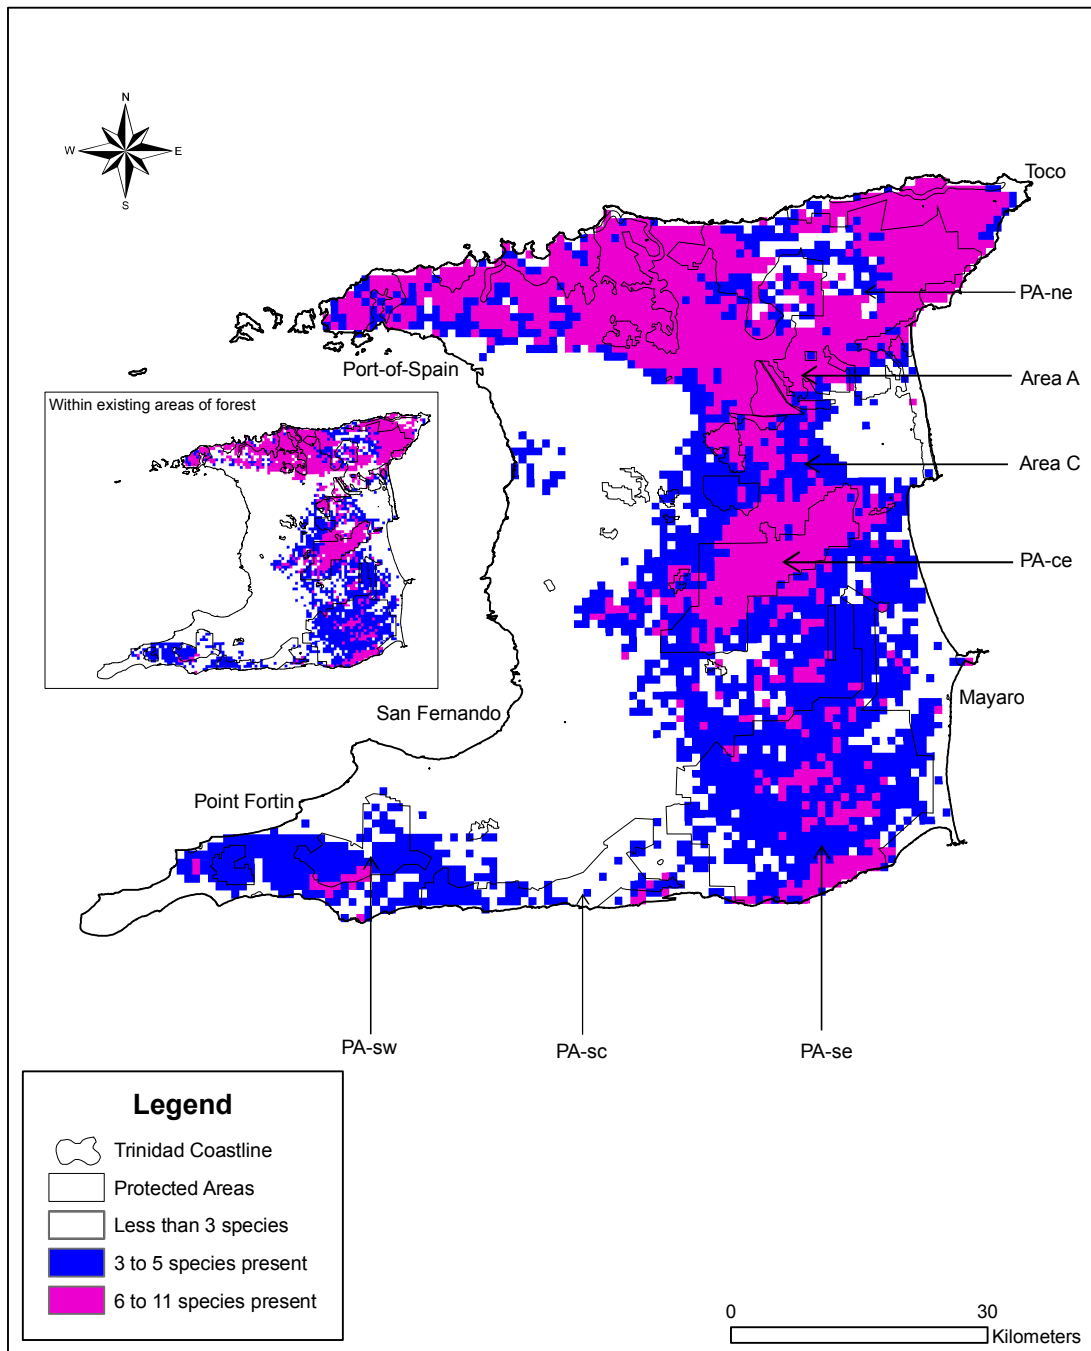 N
W
E
S
Toco
PA-ne
Port-of-Spain
Area A
Within existing areas of forest
Area C
PA-ce
Mayaro
San Fernando
Point Fortin
PA-sw
PA-sc
PA-se
Legend
Trinidad Coastline
Protected Areas
Less than 3 species
3 to 5 species present
6 to 11 species present
0
30
Kilometers